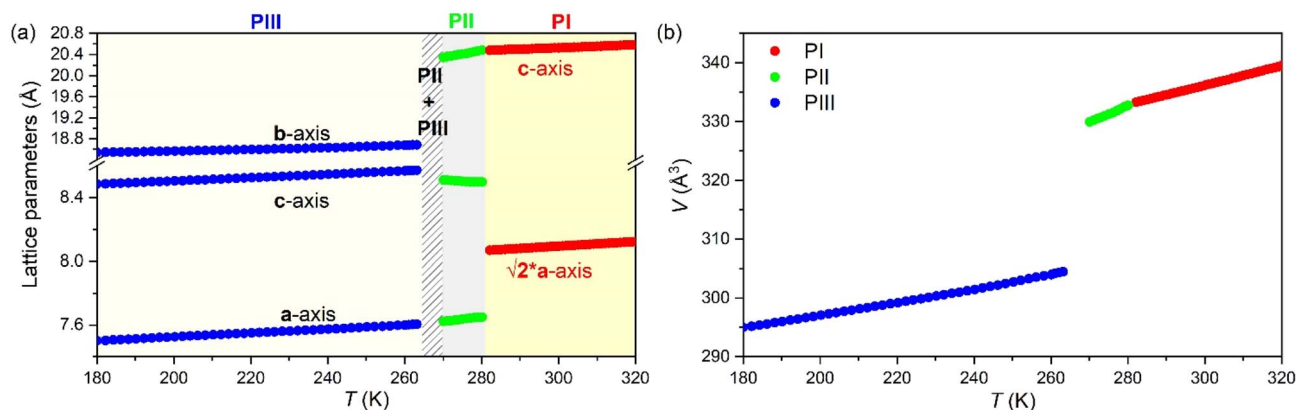 PIII PII PI
(a)
20.8
20.4
20.0
19.6
19.2
18.8
8.4
8.0
7.6
Lattice parameters (Å)
PII
+
PIII
c-axis
b-axis
c-axis
√2*a-axis
a-axis
180 200 220 240 260 280 300 320
T (K)
(b)
PI
PII
PIII
340
330
320
305
300
295
290
V (Å³)
180 200 220 240 260 280 300 320
T (K)